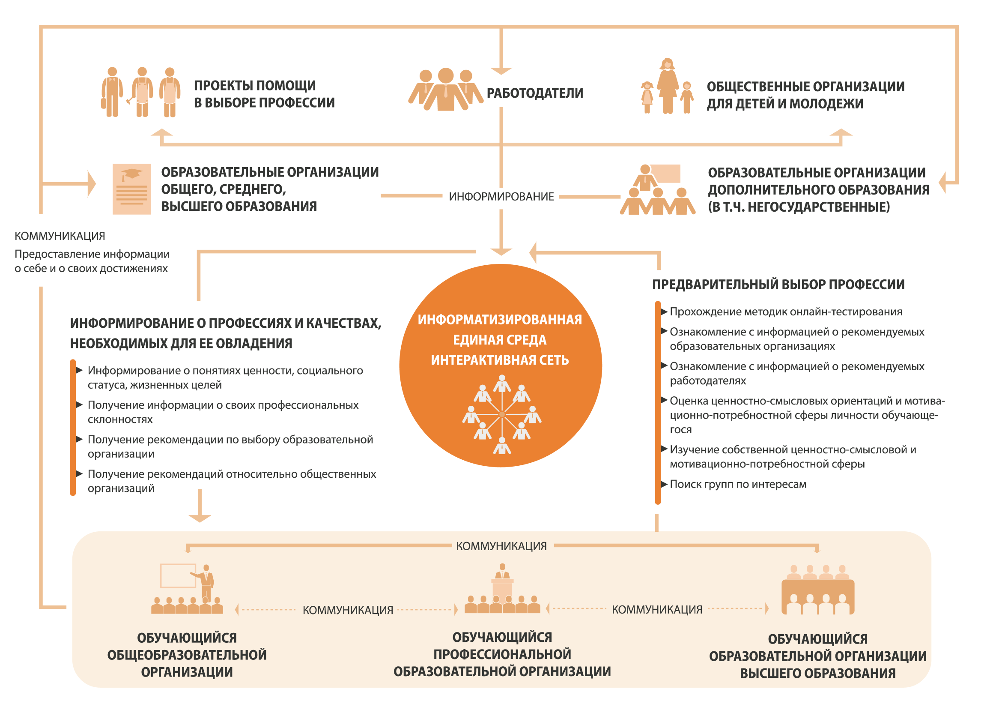 ПРОЕКТЫ ПОМОЩИ
В ВЫБОРЕ ПРОФЕССИИ
РАБОТОДАТЕЛИ
ОБЩЕСТВЕННЫЕ ОРГАНИЗАЦИИ
ДЛЯ ДЕТЕЙ И МОЛОДЕЖИ
ОБРАЗОВАТЕЛЬНЫЕ ОРГАНИЗАЦИИ
ОБЩЕГО, СРЕДНЕГО,
ВЫСШЕГО ОБРАЗОВАНИЯ
ИНФОРМИРОВАНИЕ
ОБРАЗОВАТЕЛЬНЫЕ ОРГАНИЗАЦИИ
ДОПОЛНИТЕЛЬНОГО ОБРАЗОВАНИЯ
(В Т.Ч. НЕГОСУДАРСТВЕННЫЕ)
КОММУНИКАЦИЯ
Предоставление информации
о себе и о своих достижениях
ИНФОРМИРОВАНИЕ О ПРОФЕССИЯХ И КАЧЕСТВАХ,
НЕОБХОДИМЫХ ДЛЯ ЕЕ ОВЛАДЕНИЯ
Информирование о понятиях ценности, социального
статуса, жизненных целей
Получение информации о своих профессиональных
склонностях
Получение рекомендации по выбору образовательной
организации
Получение рекомендаций относительно общественных
организаций
ИНФОРМАТИЗИРОВАННАЯ
ЕДИНАЯ СРЕДА
ИНТЕРАКТИВНАЯ СЕТЬ
ПРЕДВАРИТЕЛЬНЫЙ ВЫБОР ПРОФЕССИИ
Прохождение методик онлайн-тестирования
Ознакомление с информацией о рекомендуемых
образовательных организациях
Ознакомление с информацией о рекомендуемых
работодателях
Оценка ценностно-смысловых ориентаций и мотива-
ционно-потребностной сферы личности обучающе-
гося
Изучение собственной ценностно-смысловой и
мотивационно-потребностной сферы
Поиск групп по интересам
КОММУНИКАЦИЯ
КОММУНИКАЦИЯ
КОММУНИКАЦИЯ
ОБУЧАЮЩИЙСЯ
ОБЩЕОБРАЗОВАТЕЛЬНОЙ
ОРГАНИЗАЦИИ
ОБУЧАЮЩИЙСЯ
ПРОФЕССИОНАЛЬНОЙ
ОБРАЗОВАТЕЛЬНОЙ ОРГАНИЗАЦИИ
ОБУЧАЮЩИЙСЯ
ОБРАЗОВАТЕЛЬНОЙ ОРГАНИЗАЦИИ
ВЫСШЕГО ОБРАЗОВАНИЯ